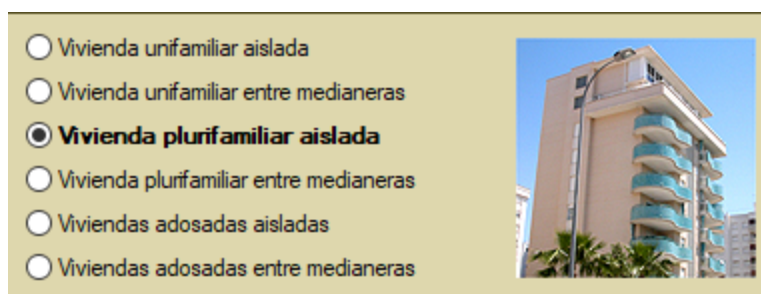 Vivienda unifamiliar aislada
Vivienda unifamiliar entre medianeras
Vivienda plurifamiliar aislada
Vivienda plurifamiliar entre medianeras
Viviendas adosadas aisladas
Viviendas adosadas entre medianeras